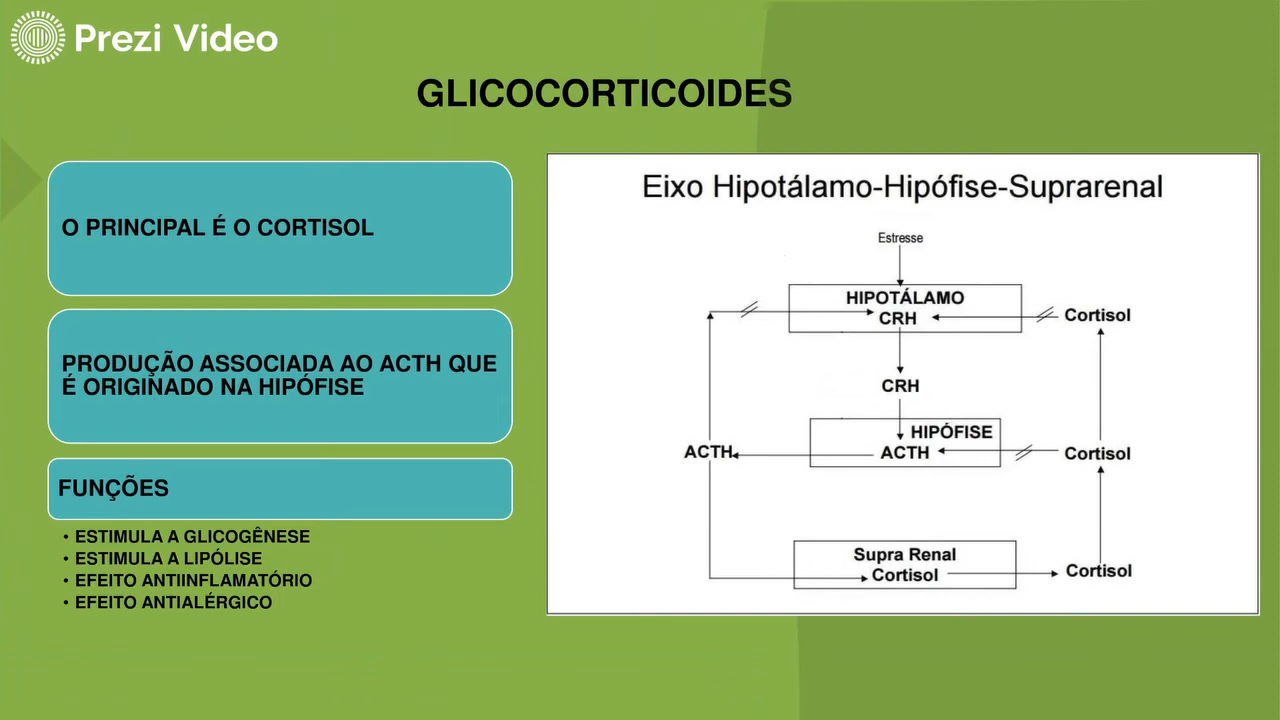 Prezi Video
GLICOCORTICOIDES
O PRINCIPAL É O CORTISOL
PRODUÇÃO ASSOCIADA AO ACTH QUE
É ORIGINADO NA HIPÓFISE
FUNÇÕES
• ESTIMULA A GLICOGÊNESE
• ESTIMULA A LIPÓLISE
• EFEITO ANTIINFLAMATÓRIO
• EFEITO ANTIALÉRGICO
Eixo Hipotálamo-Hipófise-Suprarenal
Estresse
HIPOTÁLAMO
CRH
Cortisol
CRH
HIPÓFISE
ACTH
ACTH
Cortisol
Supra Renal
Cortisol
Cortisol